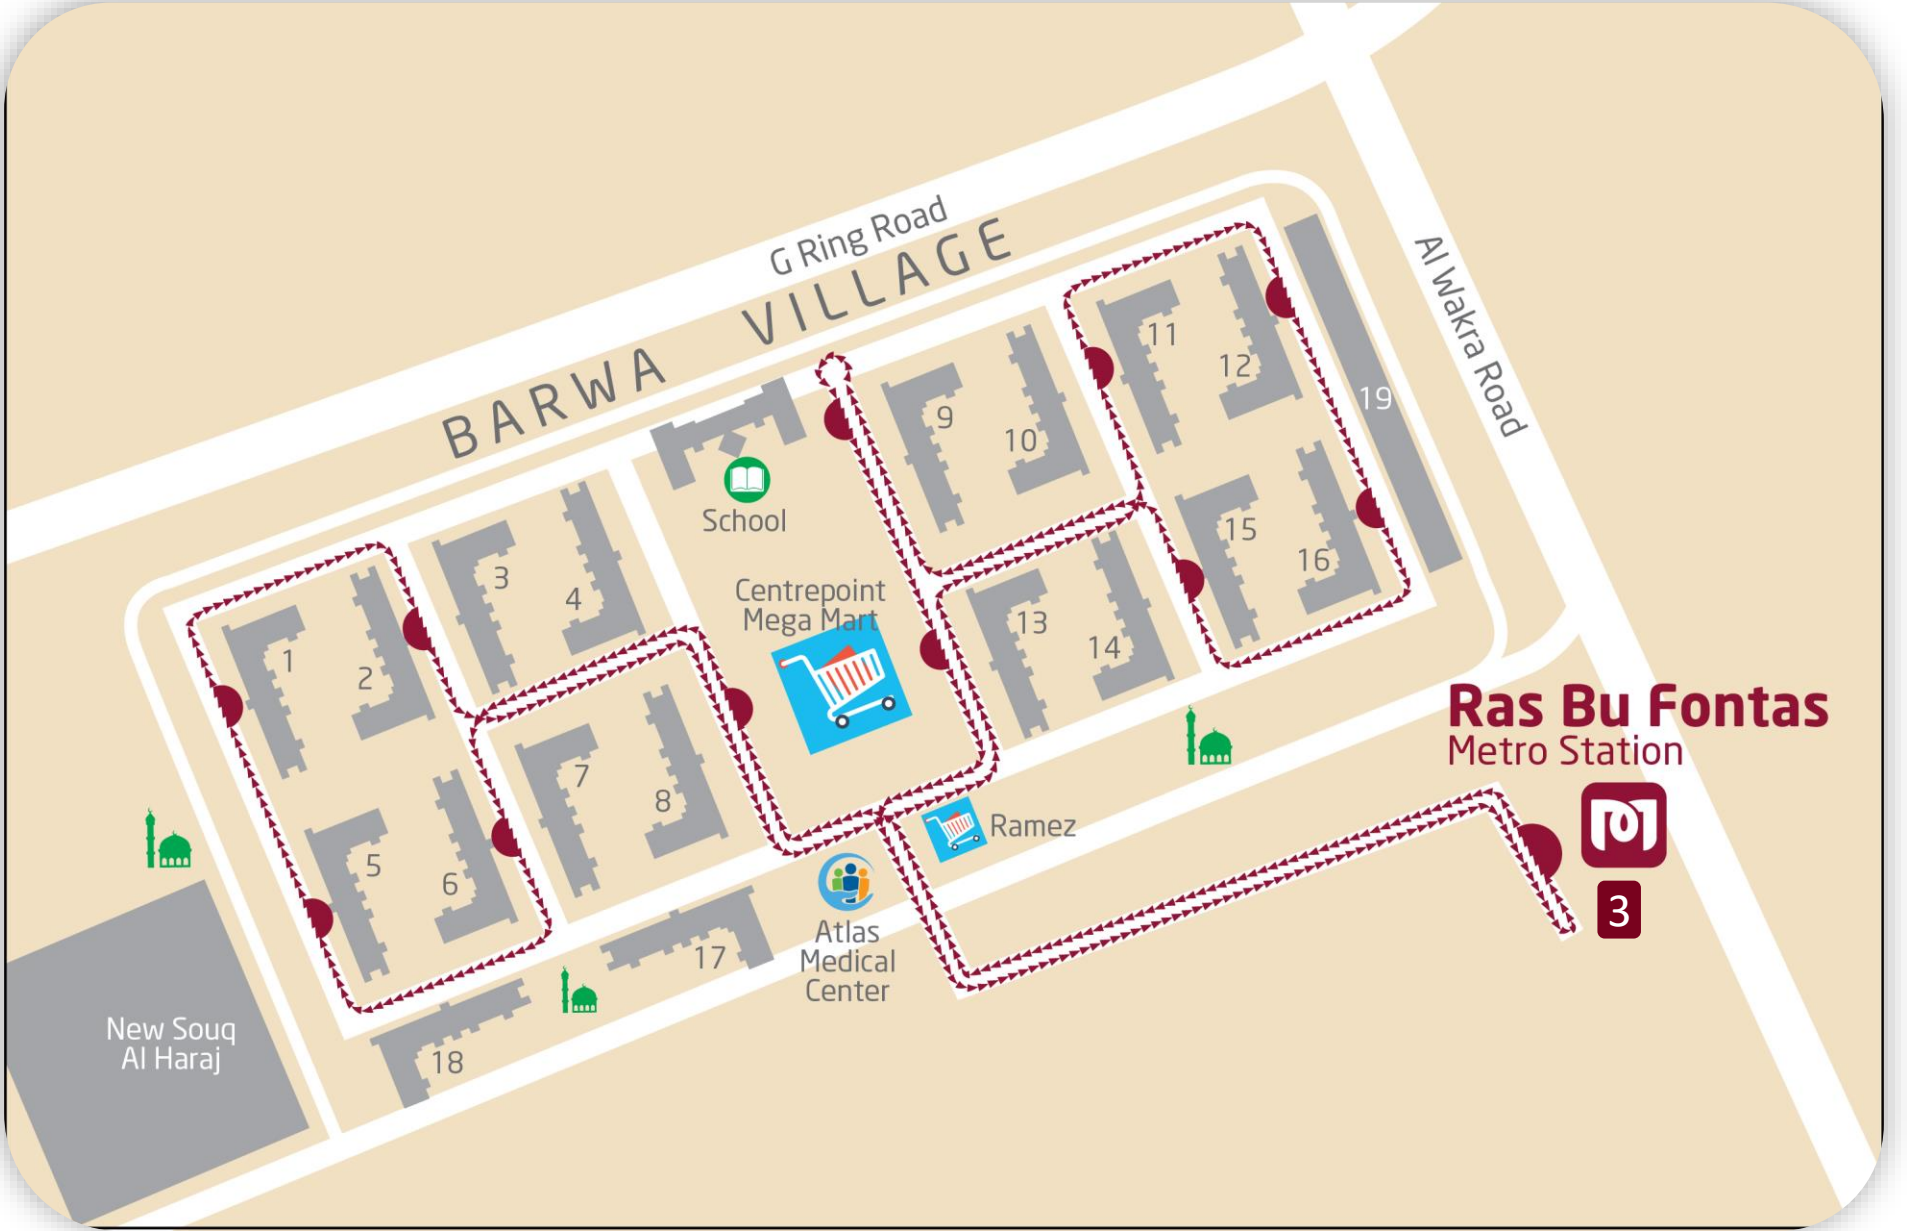 G Ring Road
BARWA VILLAGE
Al Wakra Road
11
12
19
9
10
School
15
16
3
4
Centrepoint
Mega Mart
13
14
1
2
Ras Bu Fontas
Metro Station
7
8
Ramez
5
6
3
Atlas
Medical
Center
17
New Souq
Al Haraj
18